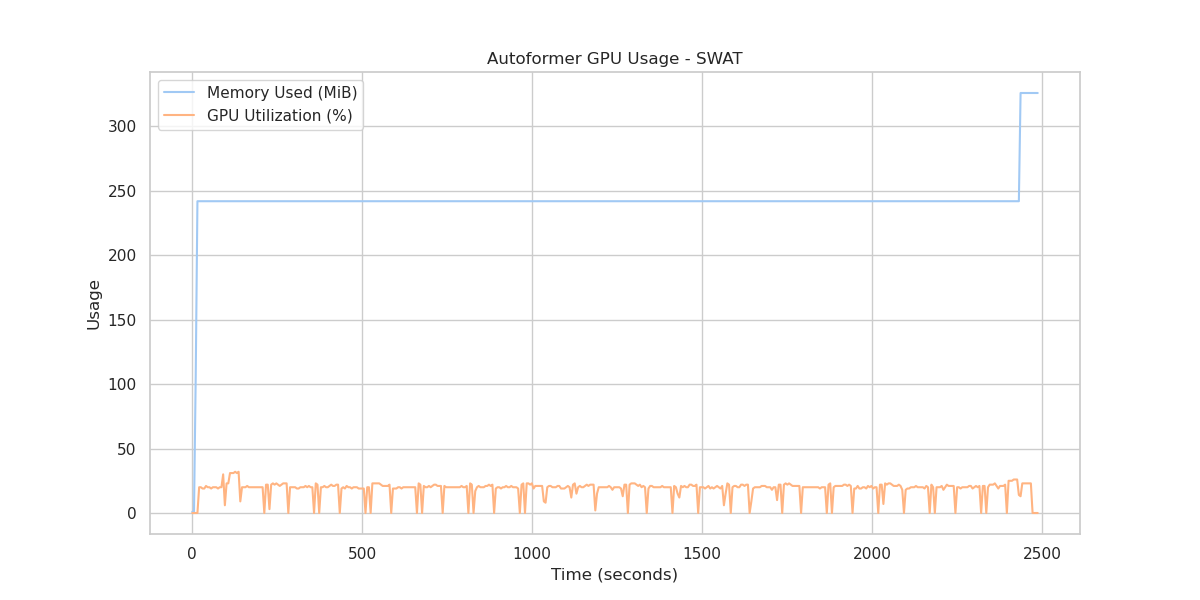 Autoformer GPU Usage - SWAT
Memory Used (MiB)
GPU Utilization (%)
300
250
200
150
100
50
0
Usage
0 500 1000 1500 2000 2500
Time (seconds)